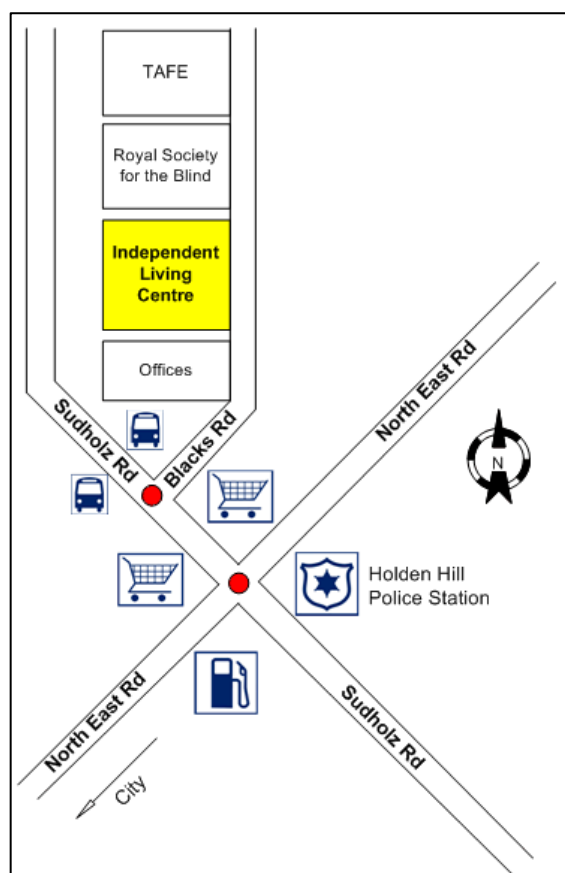 TAFE
Royal Society
for the Blind
Independent
Living
Centre
Offices
Sudholz Rd
Blacks Rd
North East Rd
N
Holden Hill
Police Station
North East Rd
Sudholz Rd
City